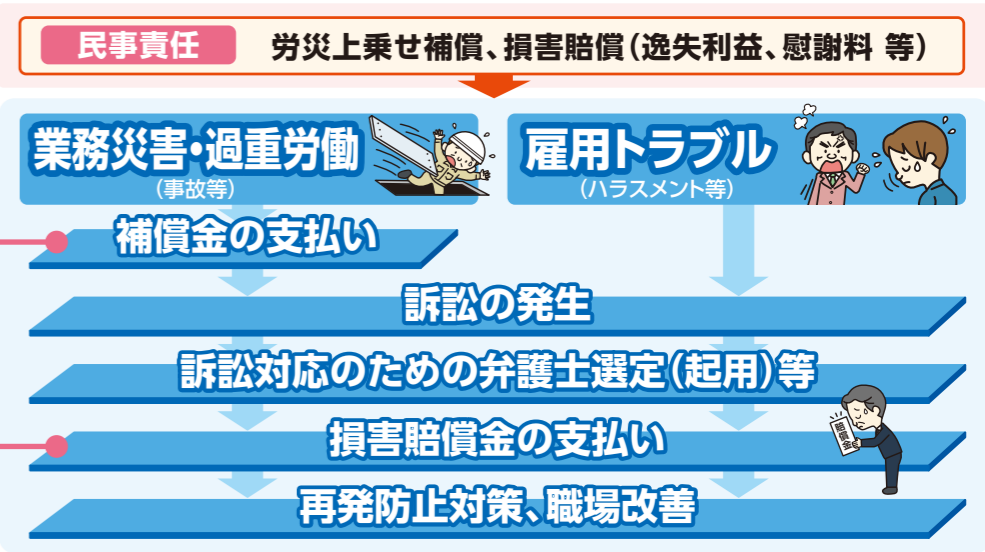 民事責任 労災上乗せ補償、損害賠償(逸失利益、慰謝料 等)
業務災害・過重労働
(事故等)
雇用トラブル
(ハラスメント等)
補償金の支払い
訴訟の発生
訴訟対応のための弁護士選定(起用)等
損害賠償金の支払い
賠償金
再発防止対策、職場改善